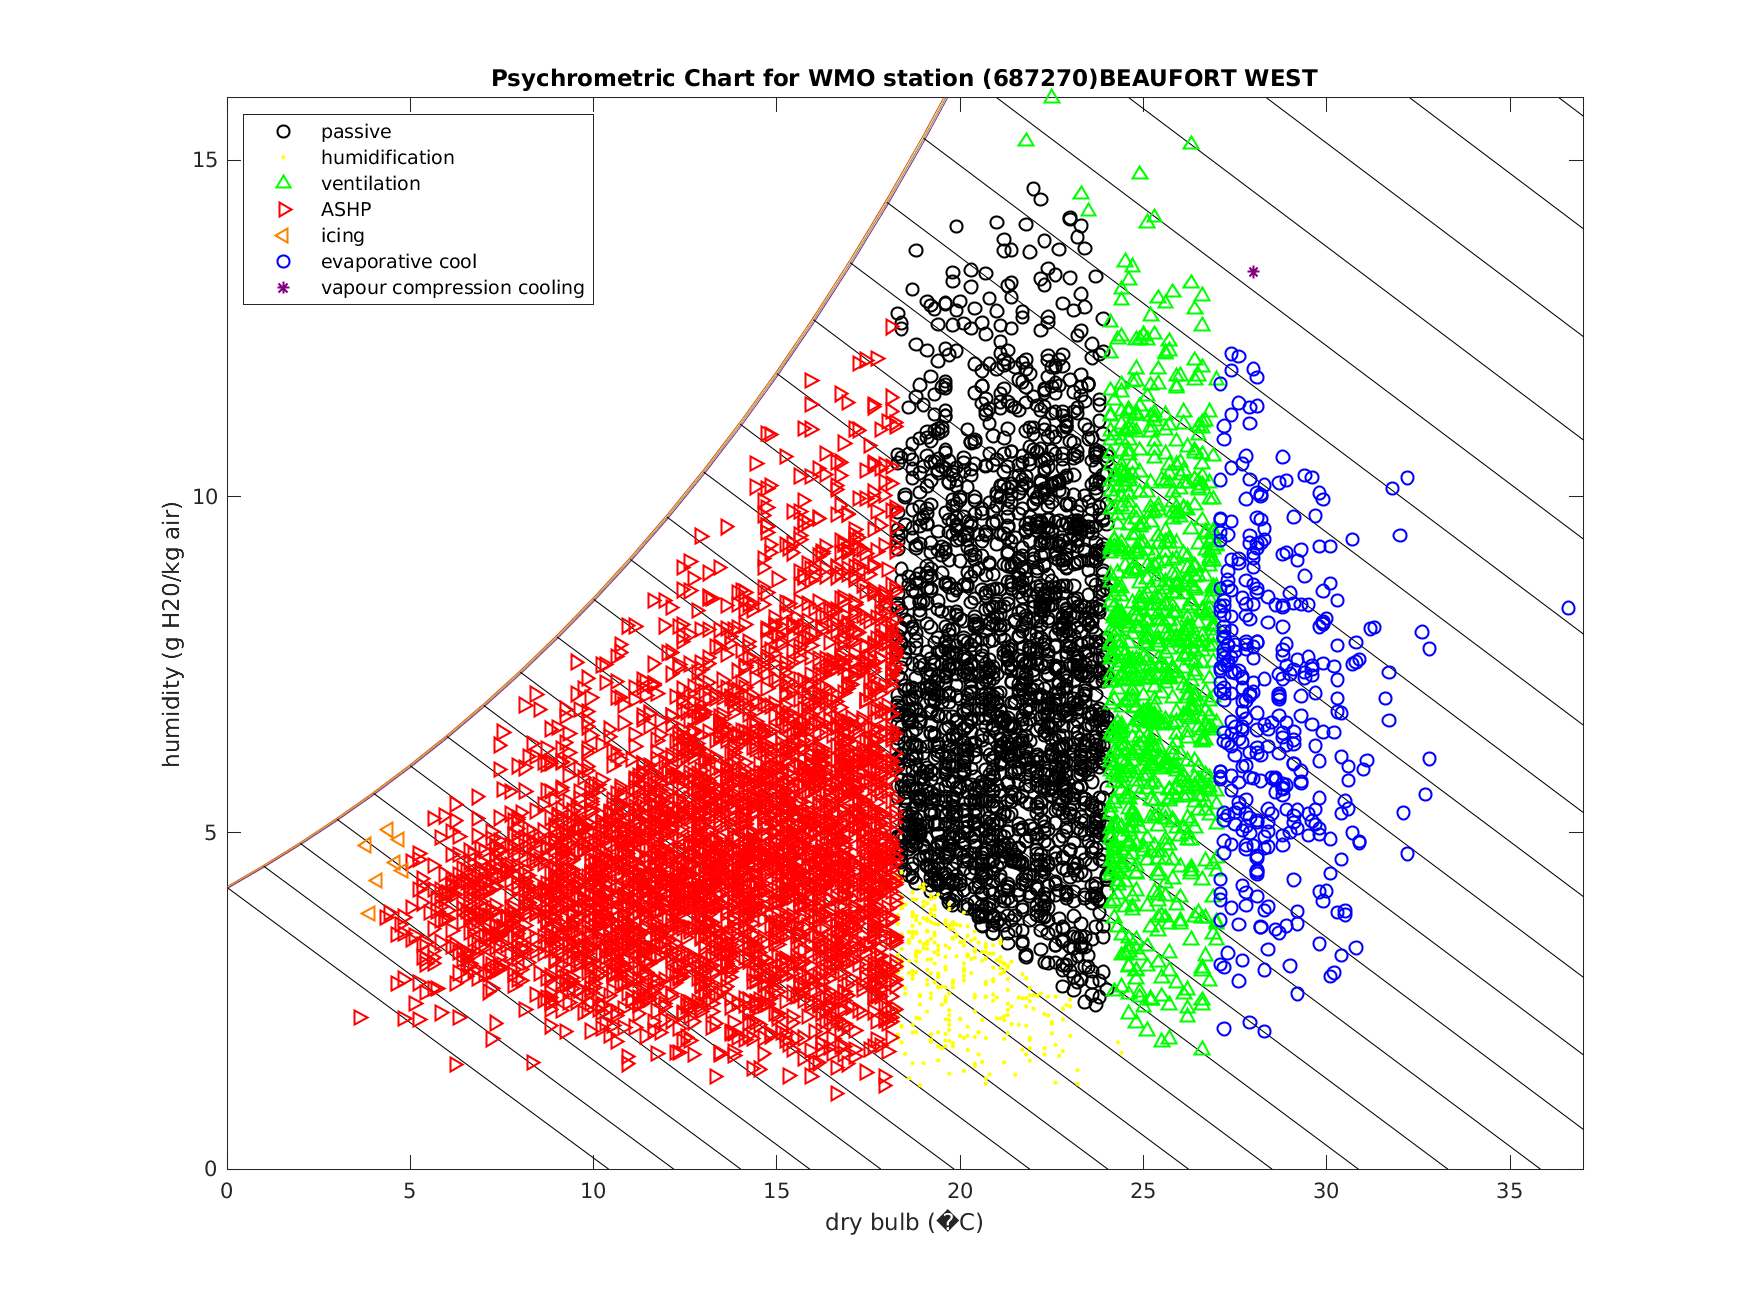 Psychrometric Chart for WMO station (687270)BEAUFORT WEST
passive
humidification
ventilation
ASHP
icing
evaporative cool
vapour compression cooling
15
10
5
0
humidity (g H20/kg air)
0 5 10 15 20 25 30 35
dry bulb (�C)